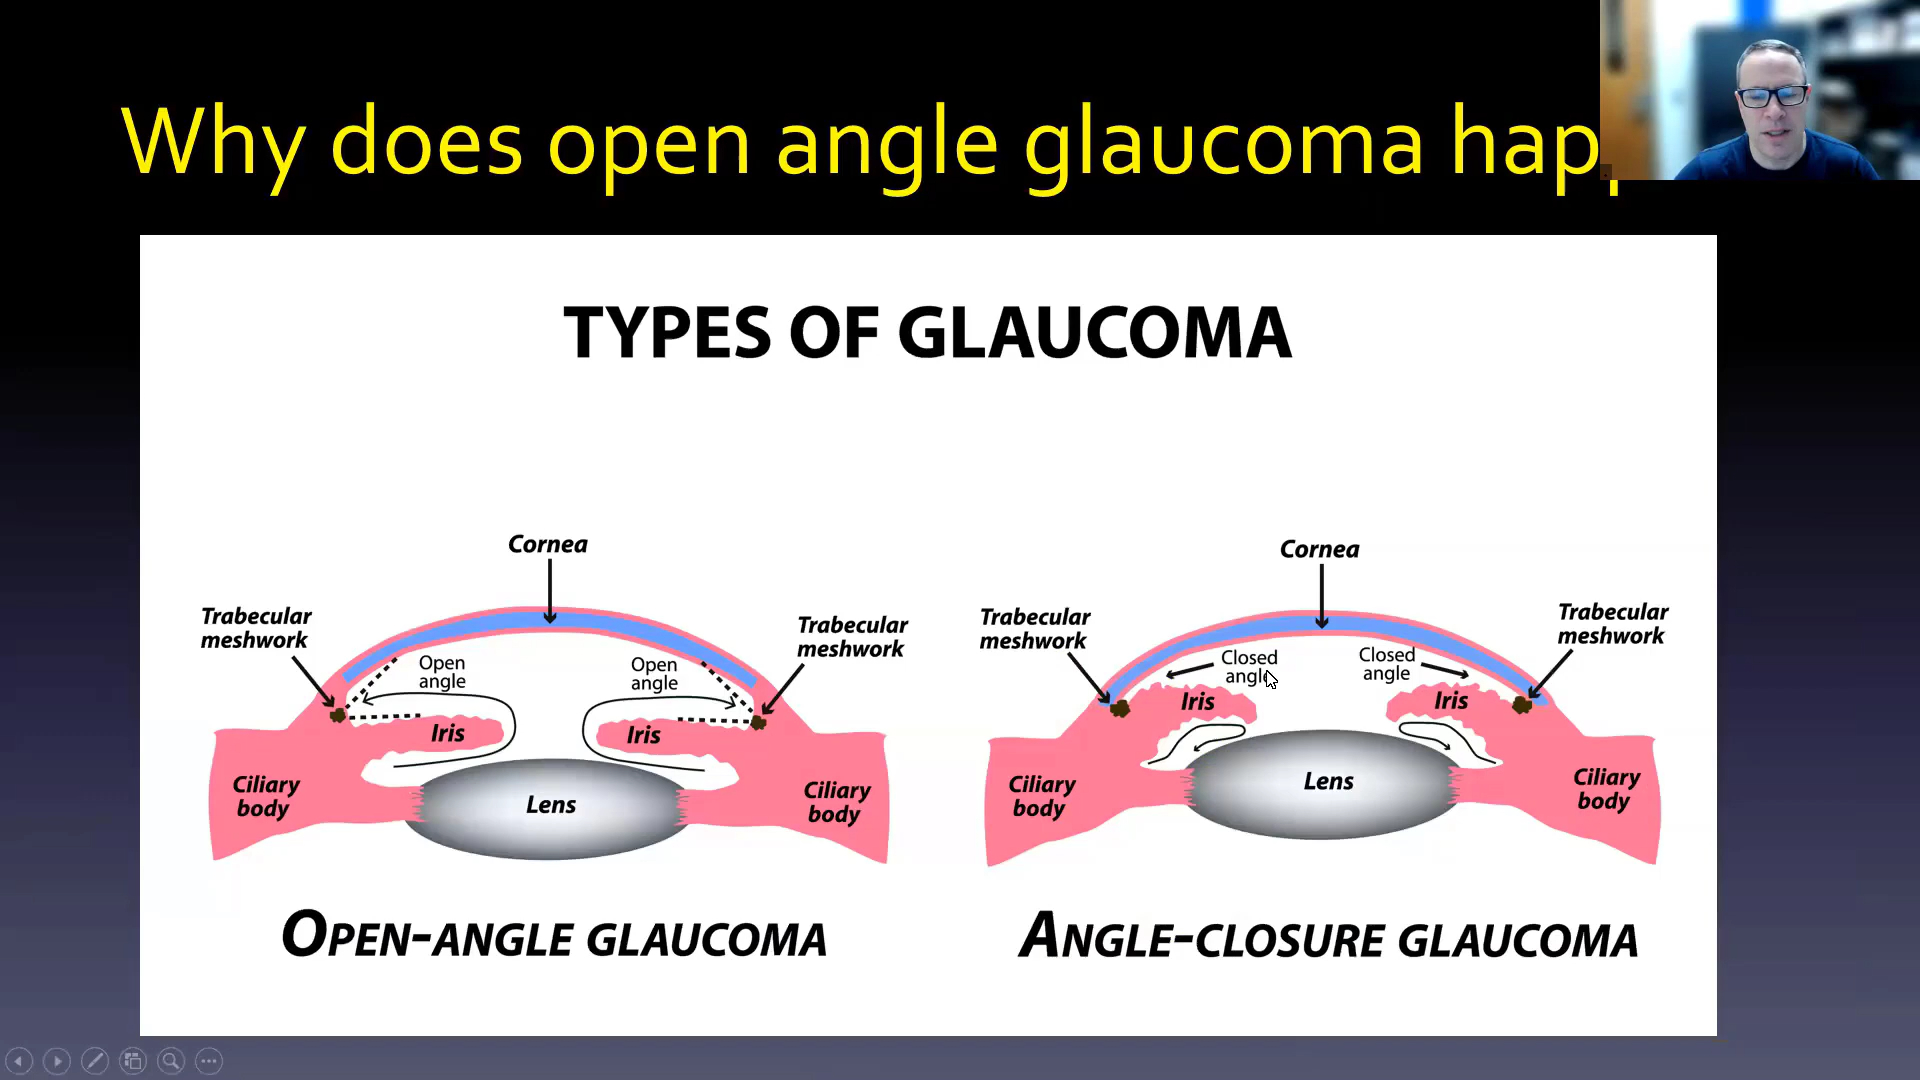 Why does open angle glaucoma hap
TYPES OF GLAUCOMA
Cornea
Trabecular
meshwork
Trabecular
meshwork
Open
angle
Open
angle
Iris
Iris
Ciliary
body
Lens
Ciliary
body
OPEN-ANGLE GLAUCOMA
Cornea
Trabecular
meshwork
Trabecular
meshwork
Closed
angle
Closed
angle
Iris
Iris
Ciliary
body
Lens
Ciliary
body
ANGLE-CLOSURE GLAUCOMA